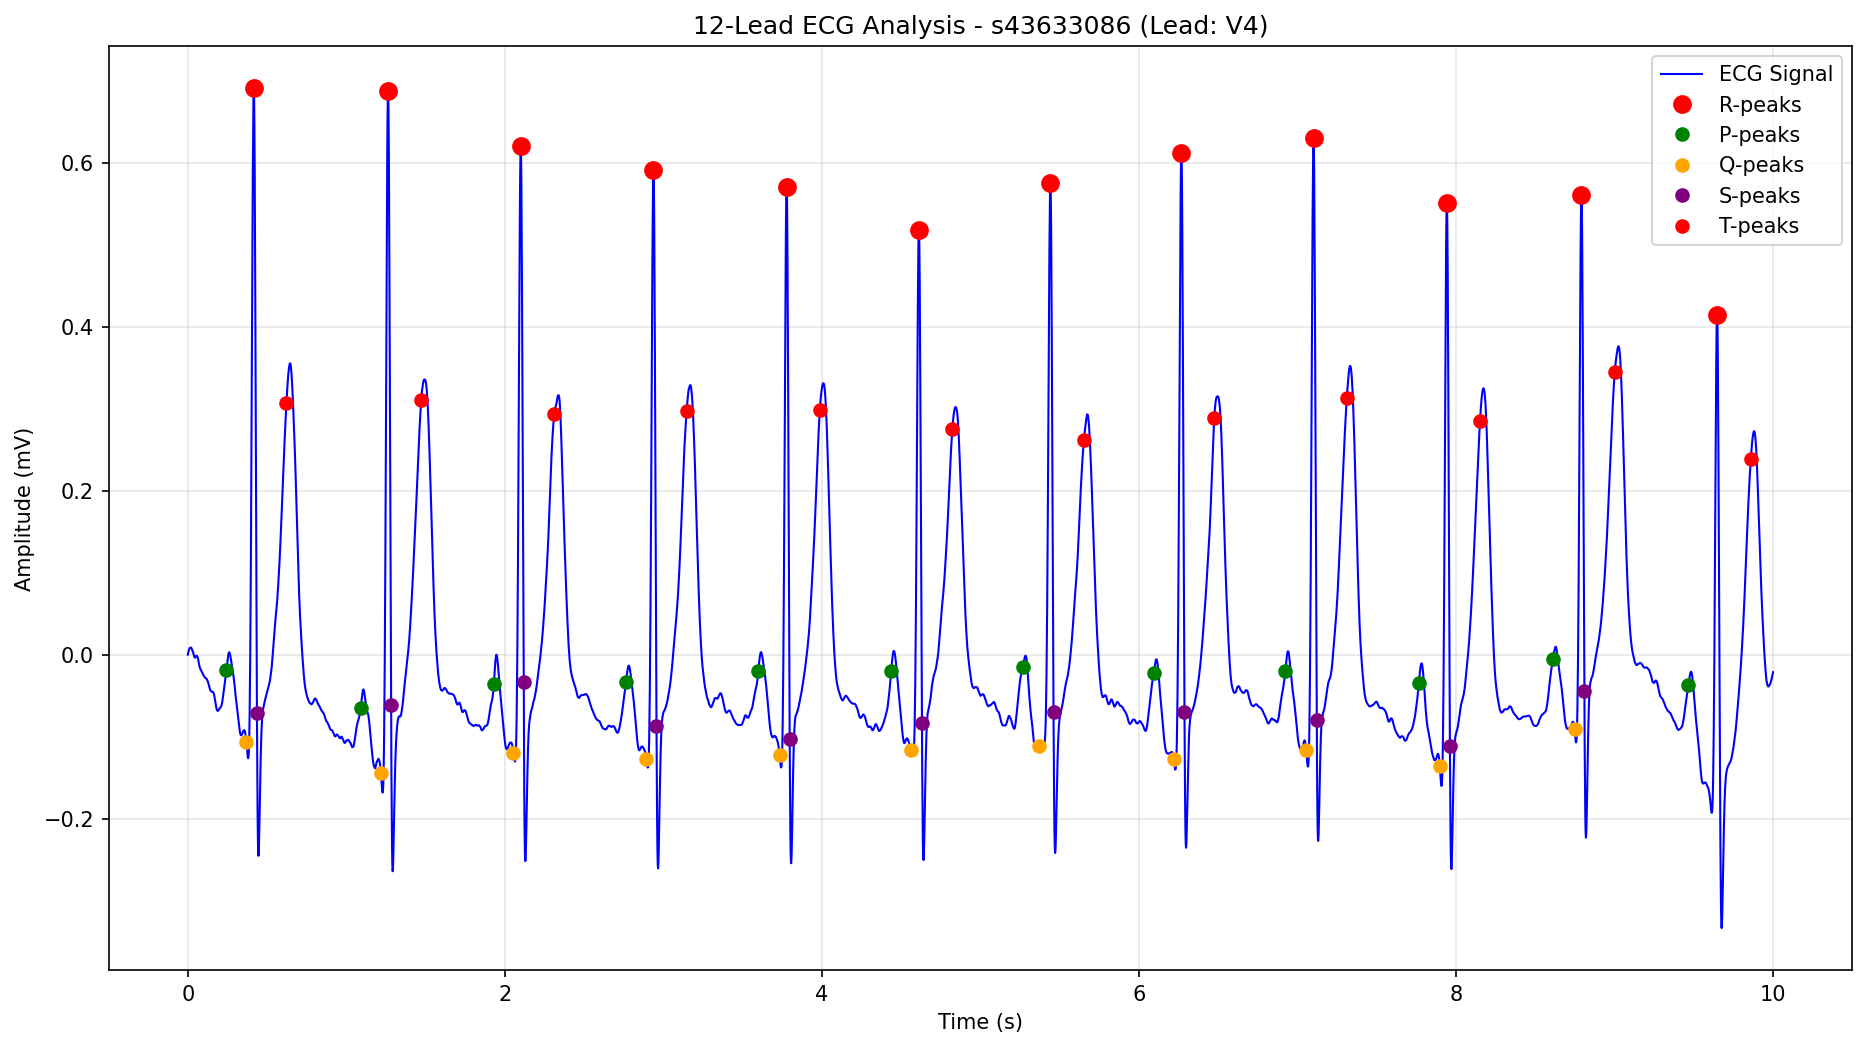 12-Lead ECG Analysis - s43633086 (Lead: V4)
ECG Signal
R-peaks
P-peaks
Q-peaks
S-peaks
T-peaks
Amplitude (mV)
0.6
0.4
0.2
0.0
−0.2
0 2 4 6 8 10
Time (s)